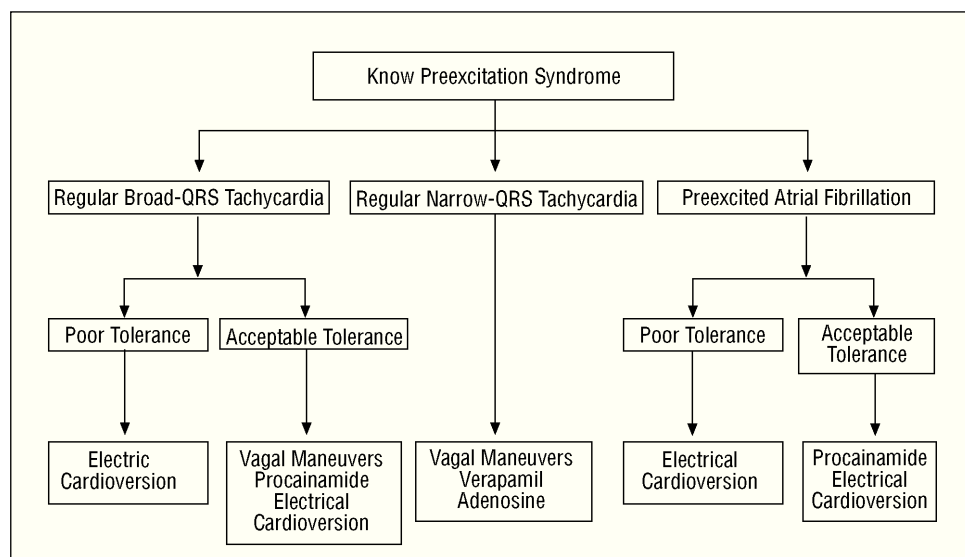 Know Preexcitation Syndrome
Regular Broad-QRS Tachycardia
Regular Narrow-QRS Tachycardia
Preexcited Atrial Fibrillation
Poor Tolerance
Acceptable Tolerance
Poor Tolerance
Acceptable
Tolerance
Electric
Cardioversion
Vagal Maneuvers
Procainamide
Electrical
Cardioversion
Vagal Maneuvers
Verapamil
Adenosine
Electrical
Cardioversion
Procainamide
Electrical
Cardioversion